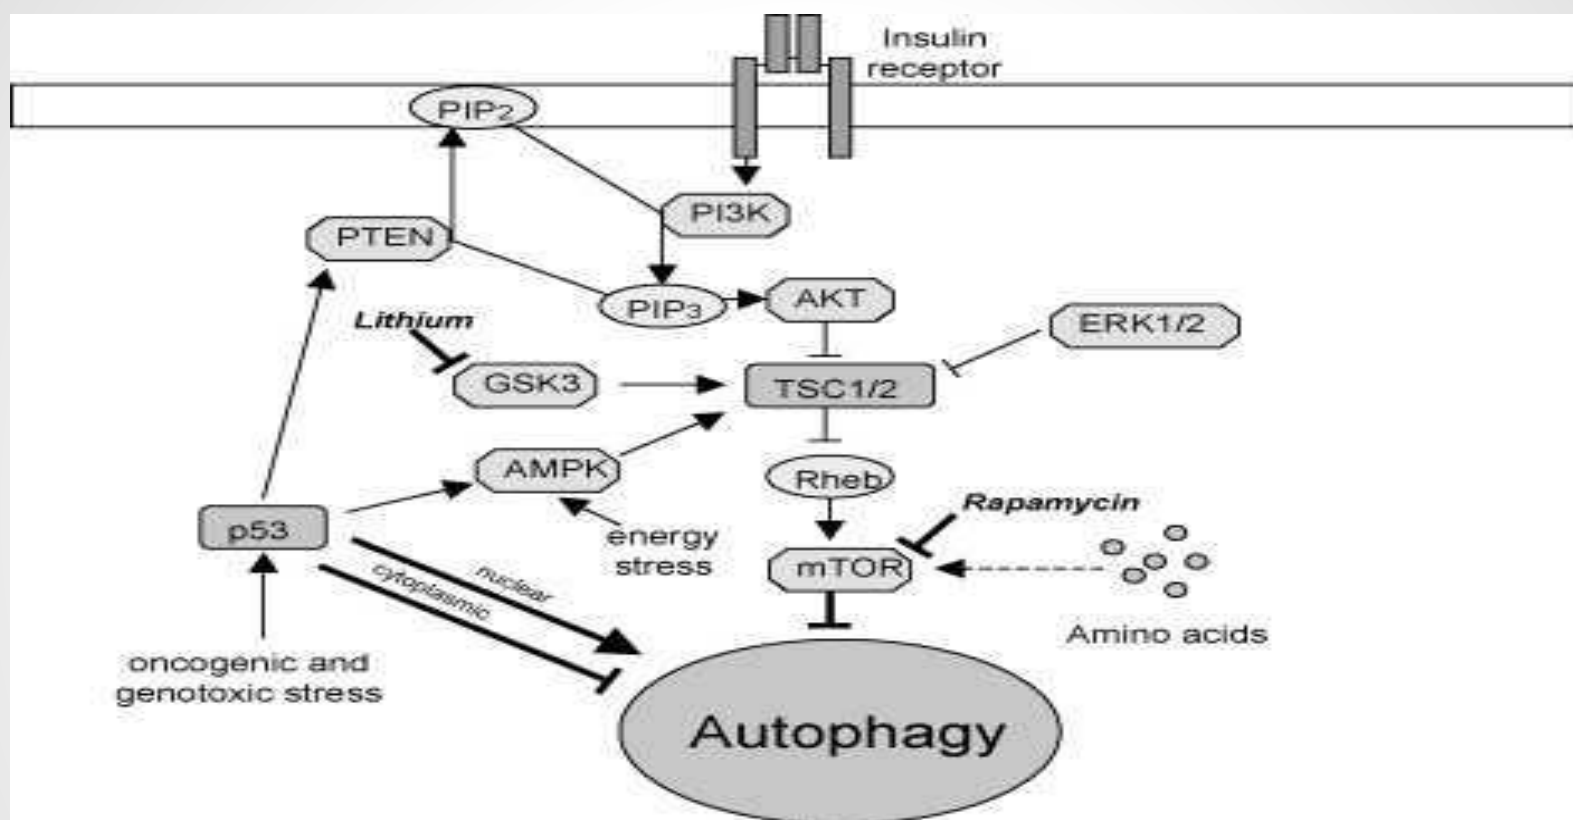 Insulin
receptor
PIP2
PI3K
PTEN
PIP3
AKT
Lithium
ERK1/2
GSK3
TSC1/2
AMPK
Rheb
Rapamycin
p53
energy
stress
mTOR
nuclear
cytoplasmic
Amino acids
oncogenic and
genotoxic stress
Autophagy